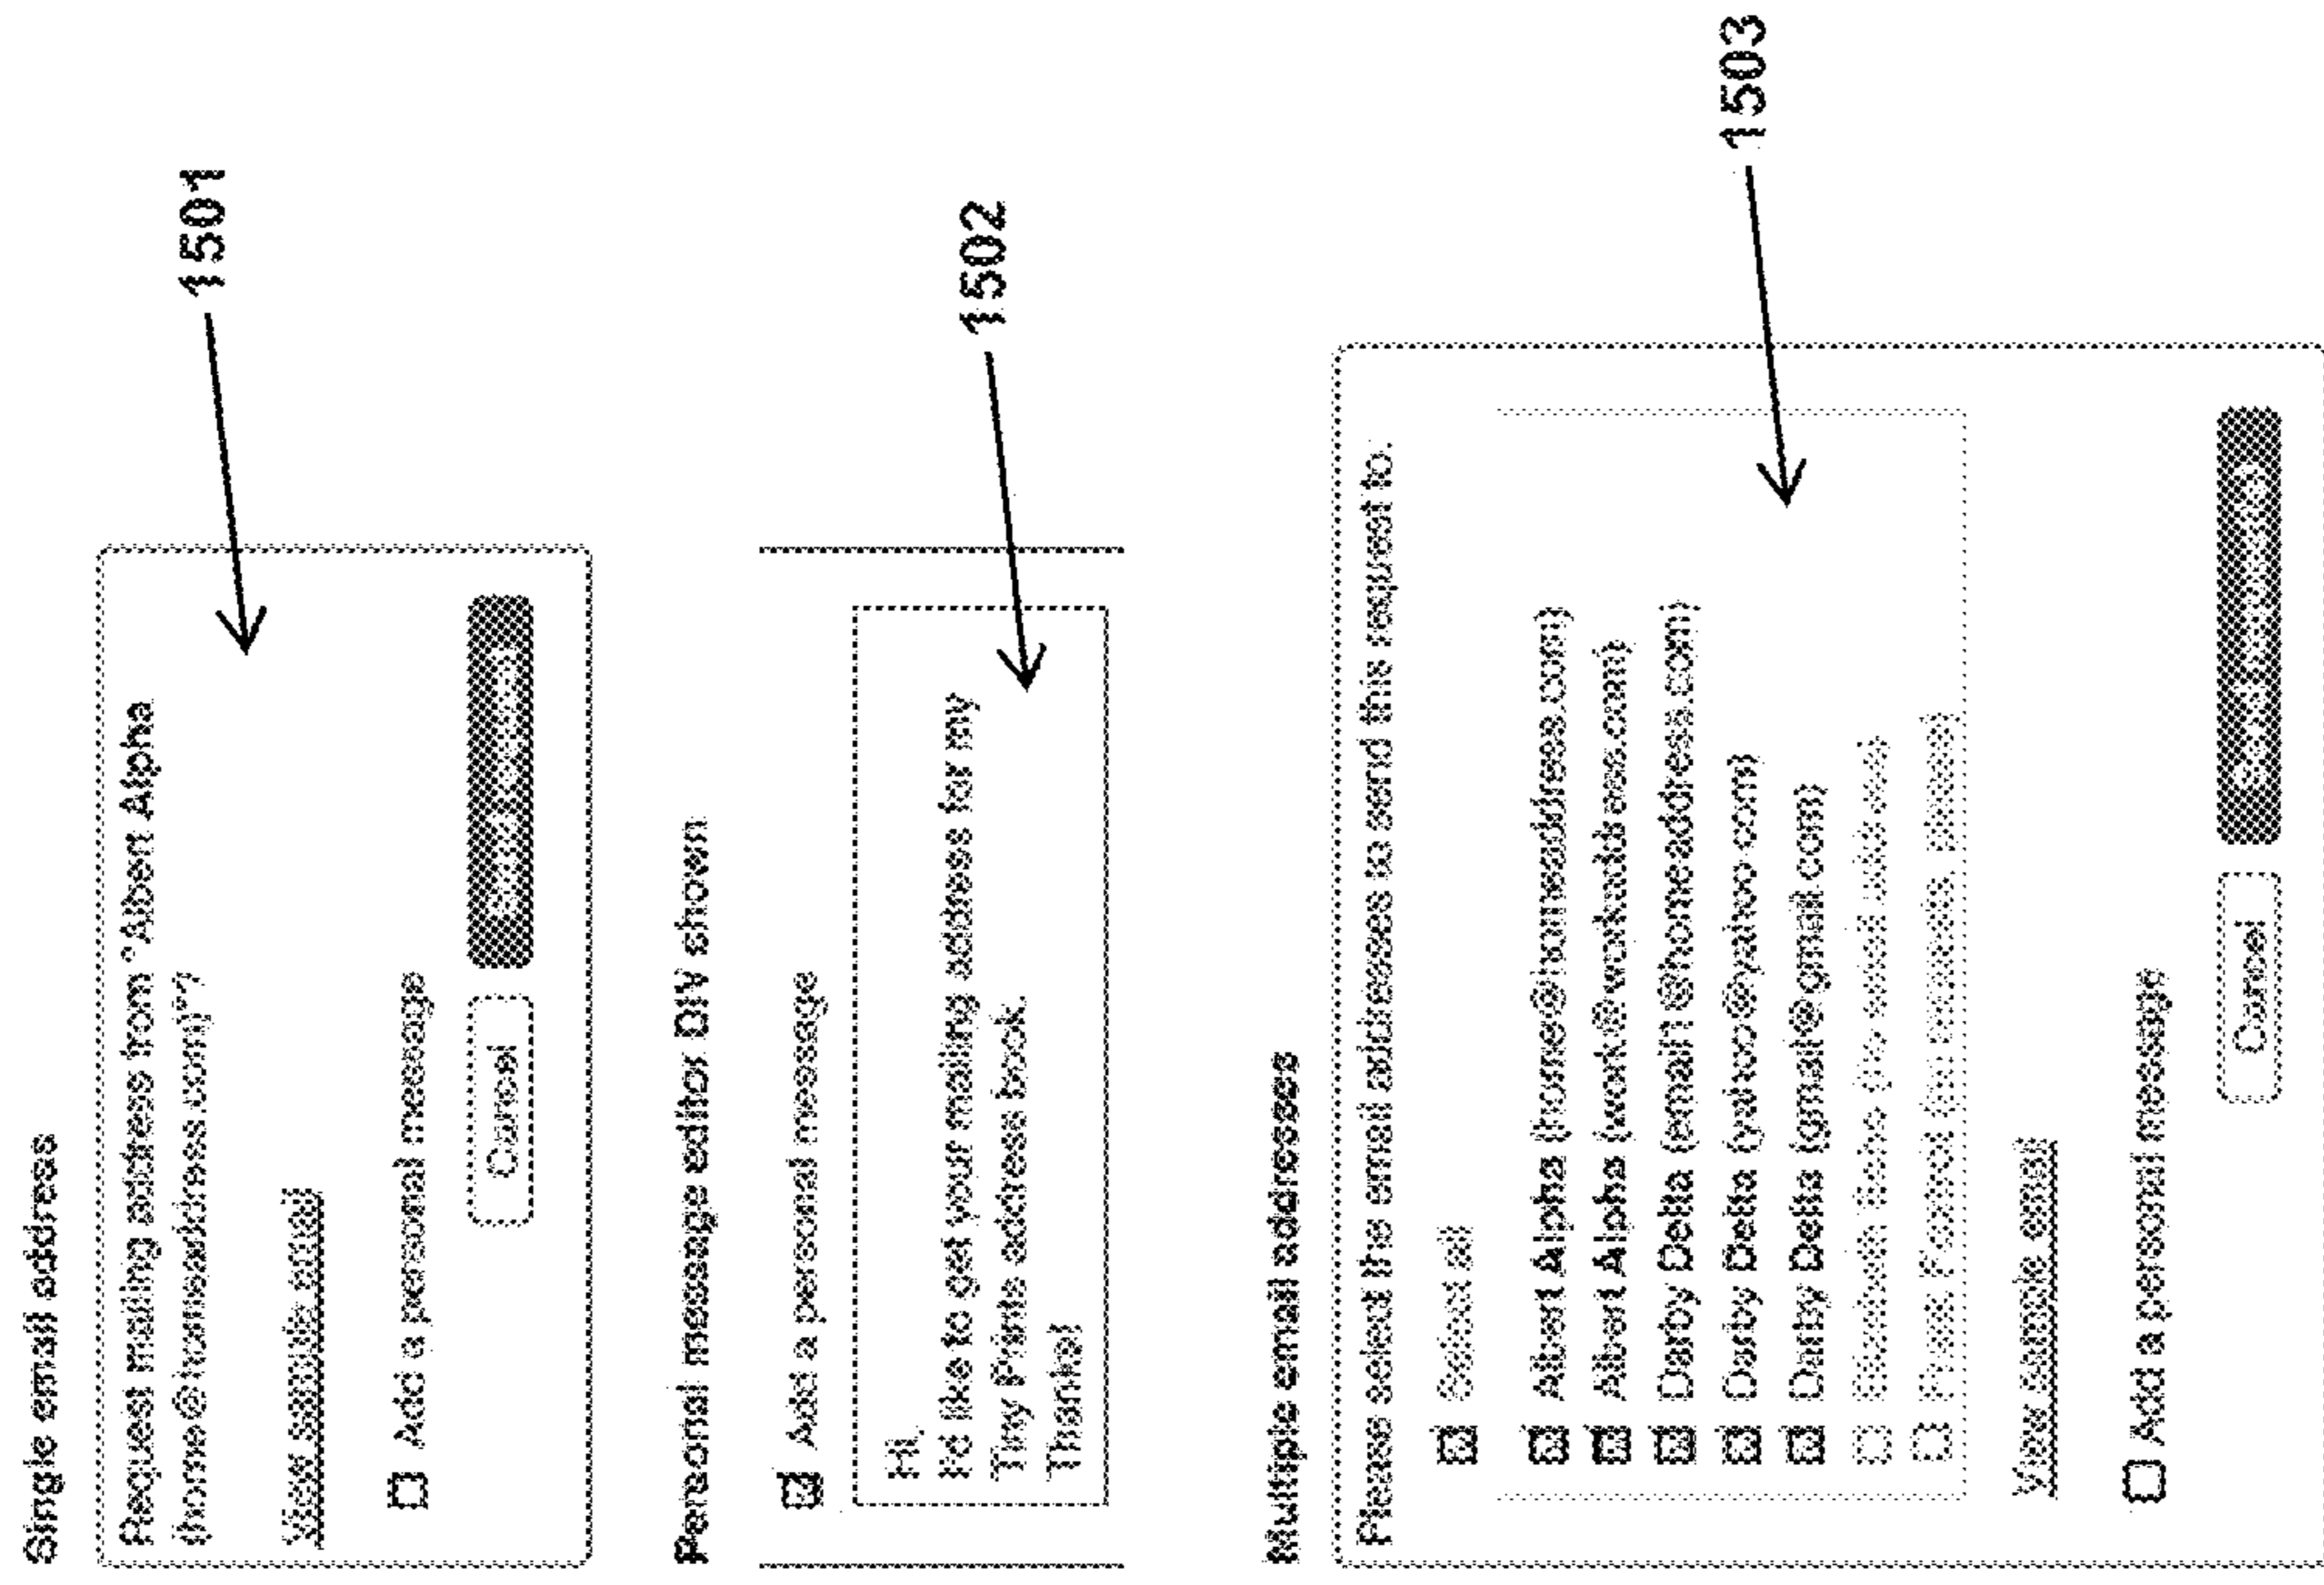 Single email address
1501
Request mailing address from "Albert Alpha
(home@homeaddress.com)"?
View sample email
Add a personal message
Cancel
Personal message editor DIV shown
1502
Add a personal message
Hi,
I'd like to get your mailing address for my
Tiny Prints address book.
Thanks!
Multiple email addresses
1503
Please select the email addresses to send this request to.
Select all
Albert Alpha (home@homeaddress.com)
Albert Alpha (work@workaddress.com)
Darby Delta (email1@homeaddress.com)
Darby Delta (yahoo@yahoo.com)
Darby Delta (gmail@gmail.com)
(no email address)
View sample email
Add a personal message
Cancel